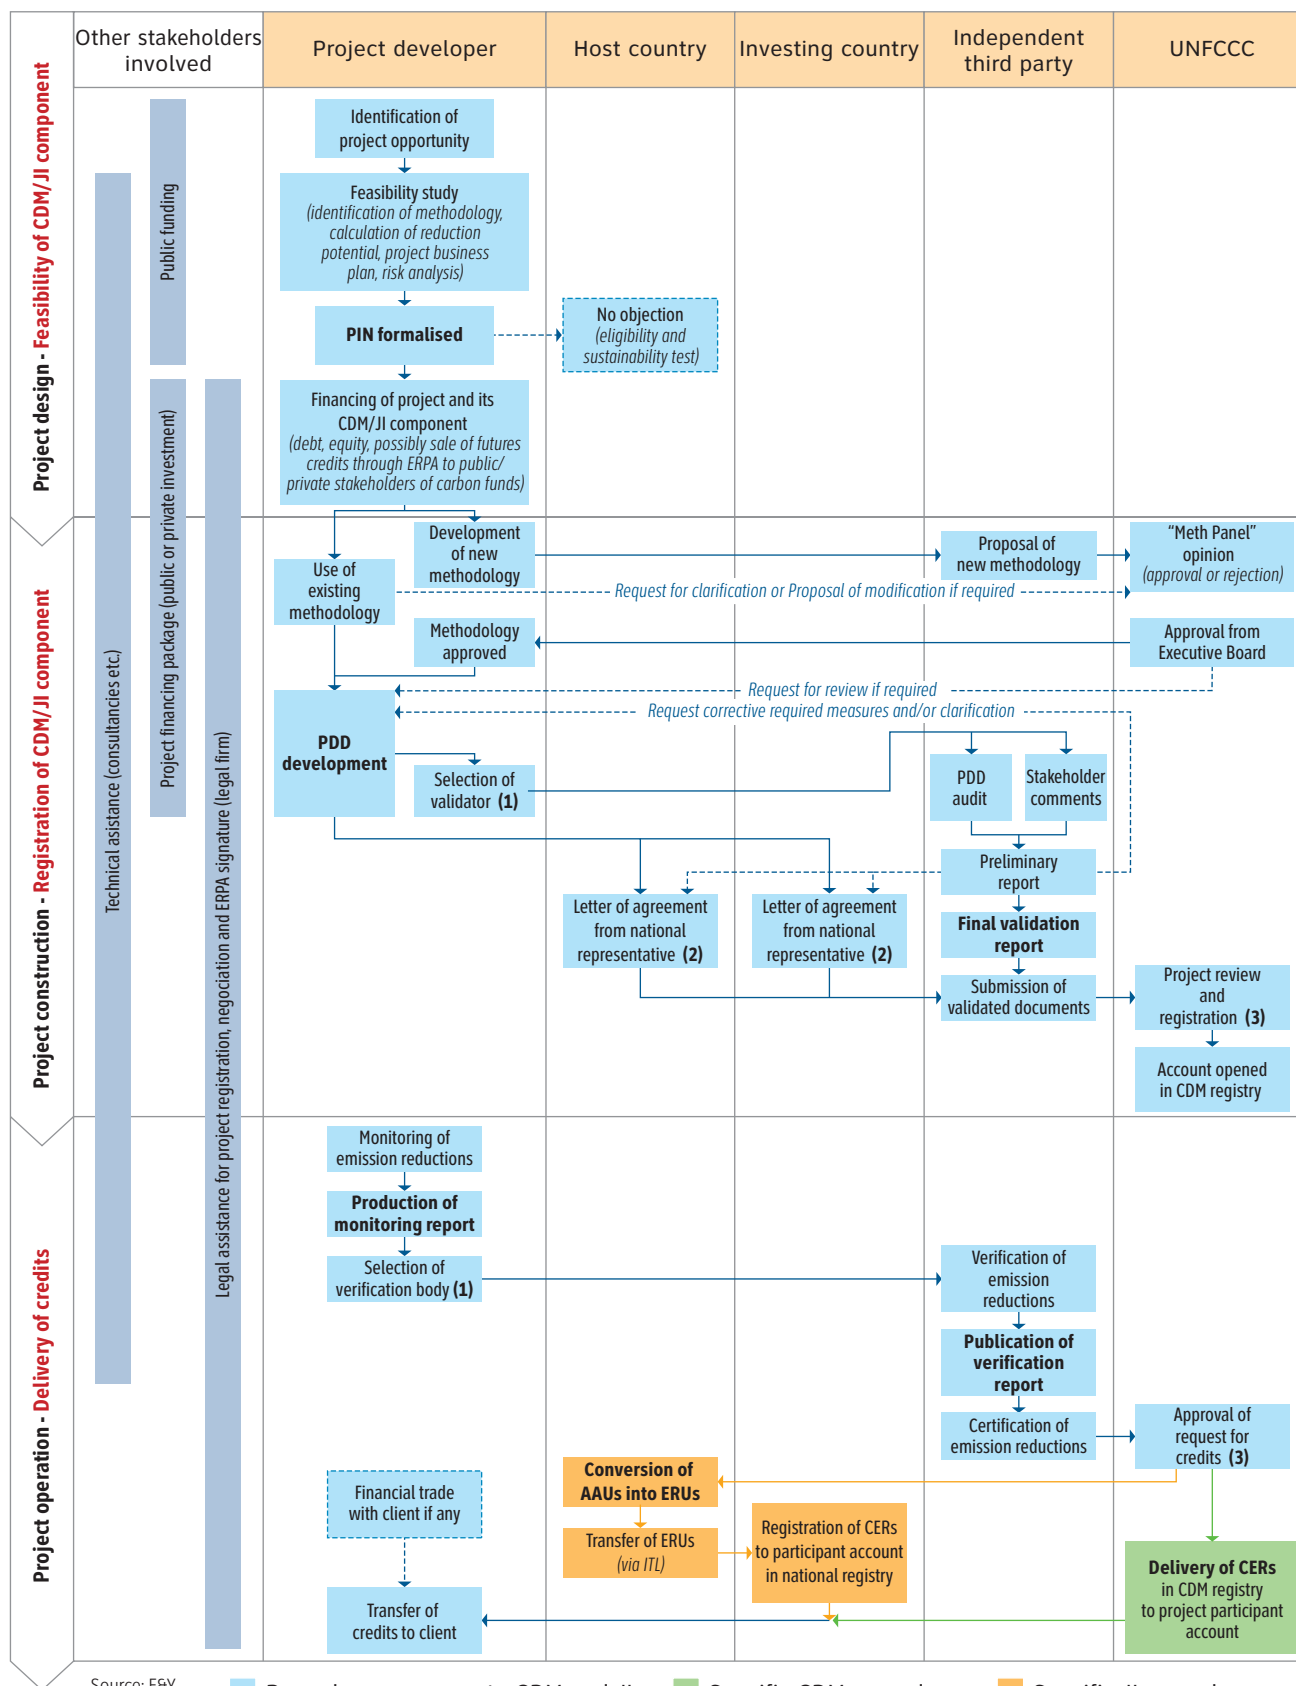 Other stakeholders
involved
Project developer
Host country
Investing country
Independent
third party
UNFCCC
Project design - Feasibility of CDM/JI component
Project construction - Registration of CDM/JI component
Project operation - Delivery of credits
Public funding
Technical asistance (consultancies etc.)
Project financing package (public or private investment)
Legal assistance for project registration, negociation and ERPA signature (legal firm)
Identification of
project opportunity
Feasibility study
(identification of methodology,
calculation of reduction
potential, project business
plan, risk analysis)
PIN formalised
No objection
(eligibility and
sustainability test)
Financing of project and its
CDM/JI component
(debt, equity, possibly sale of futures
credits through ERPA to public/
private stakeholders of carbon funds)
Development
of new
methodology
Proposal of
new methodology
“Meth Panel”
opinion
(approval or rejection)
Use of
existing
methodology
Request for clarification or Proposal of modification if required
Methodology
approved
Approval from
Executive Board
Request for review if required
Request corrective required measures and/or clarification
PDD
development
Selection of
validator (1)
PDD
audit
Stakeholder
comments
Preliminary
report
Letter of agreement
from national
representative (2)
Letter of agreement
from national
representative (2)
Final validation
report
Submission of
validated documents
Project review
and
registration (3)
Account opened
in CDM registry
Monitoring of
emission reductions
Production of
monitoring report
Selection of
verification body (1)
Verification of
emission
reductions
Publication of
verification
report
Certification of
emission reductions
Approval of
request for
credits (3)
Conversion of
AAUs into ERUs
Financial trade
with client if any
Transfer of ERUs
(via ITL)
Registration of CERs
to participant account
in national registry
Delivery of CERs
in CDM registry
to project participant
account
Transfer of
credits to client
Source: E&Y